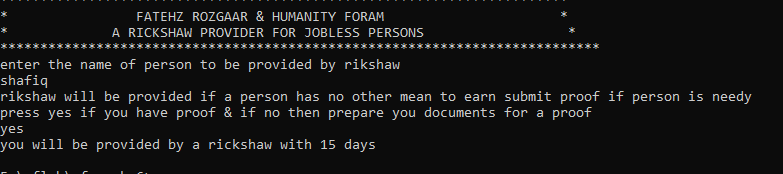 *******************************************************************************
* FATEHZ ROZGAAR & HUMANITY FORAM *
* A RICKSHAW PROVIDER FOR JOBLESS PERSONS *
***************************************************************************
enter the name of person to be provided by rikshaw
shafiq
rikshaw will be provided if a person has no other mean to earn submit proof if person is needy
press yes if you have proof & if no then prepare you documents for a proof
yes
you will be provided by a rickshaw with 15 days